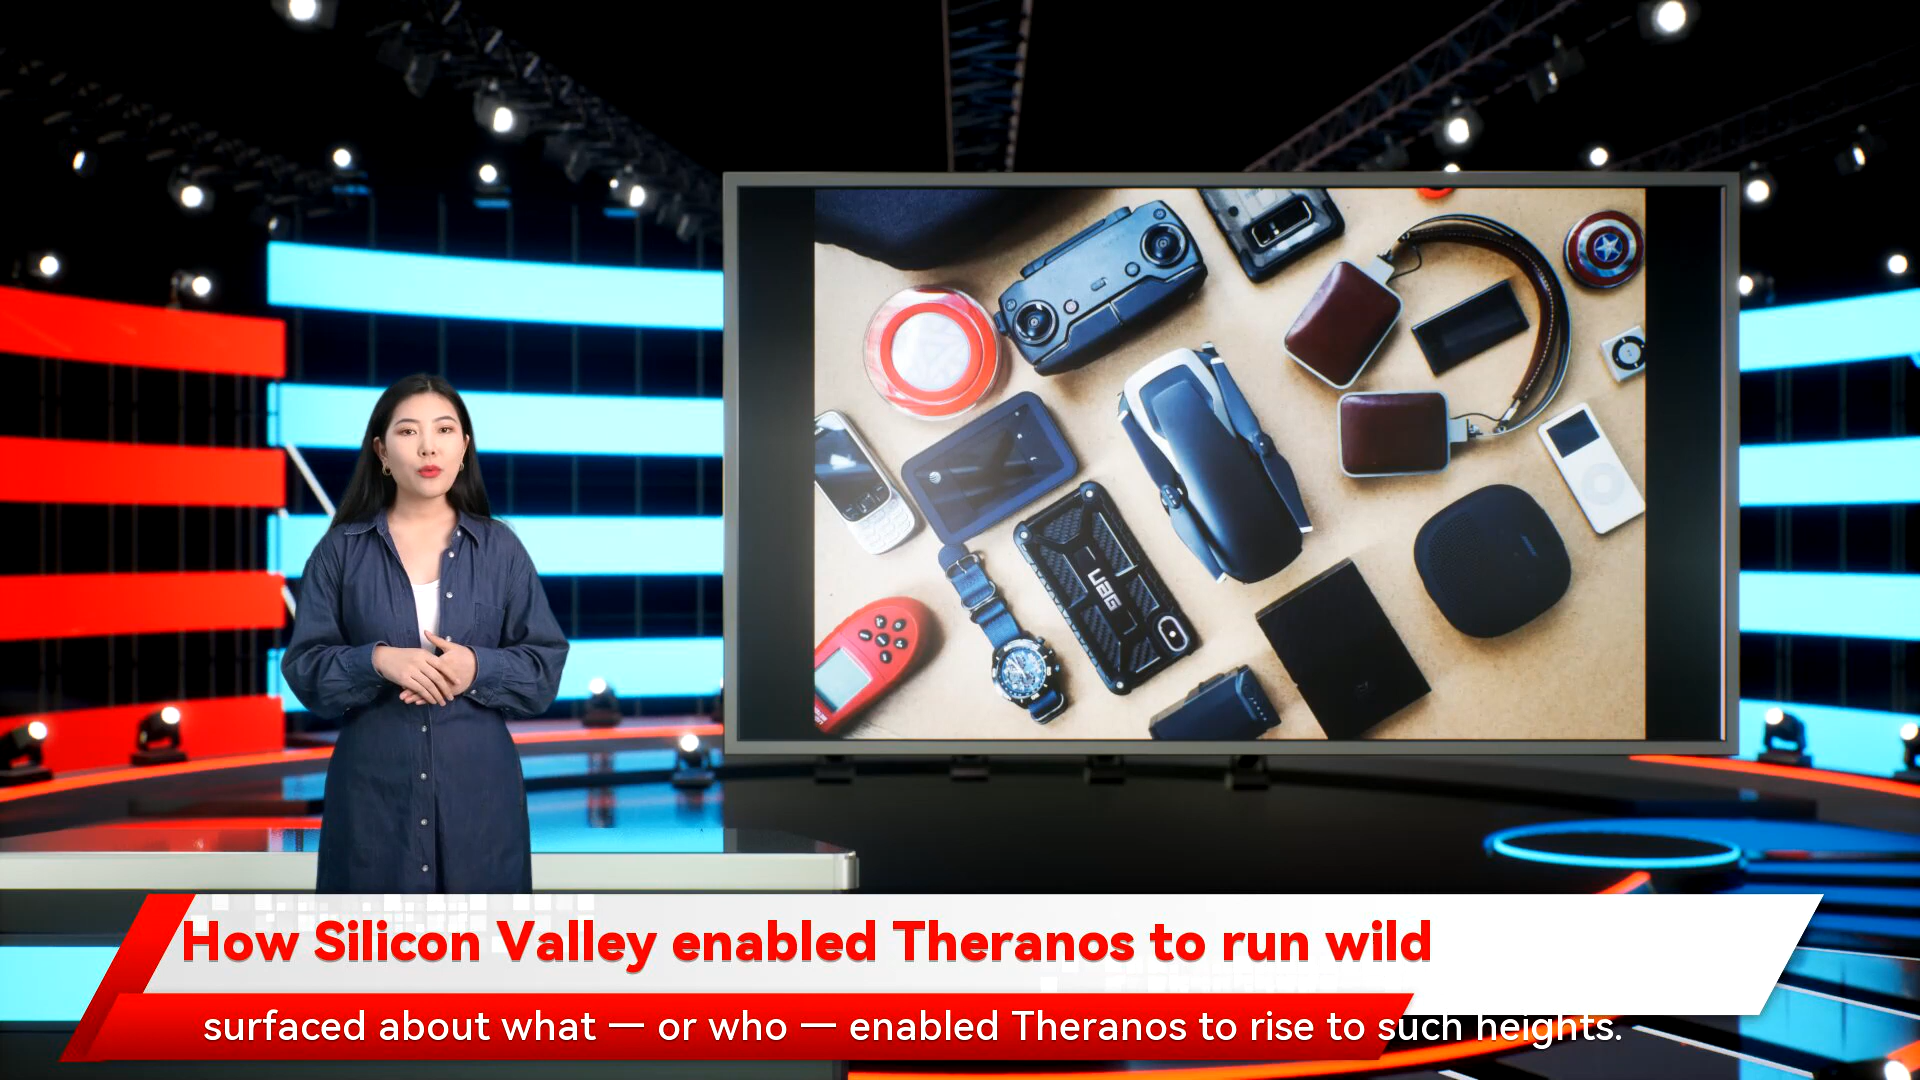 UAG
How Silicon Valley enabled Theranos to run wild
surfaced about what — or who — enabled Theranos to rise to such heights.